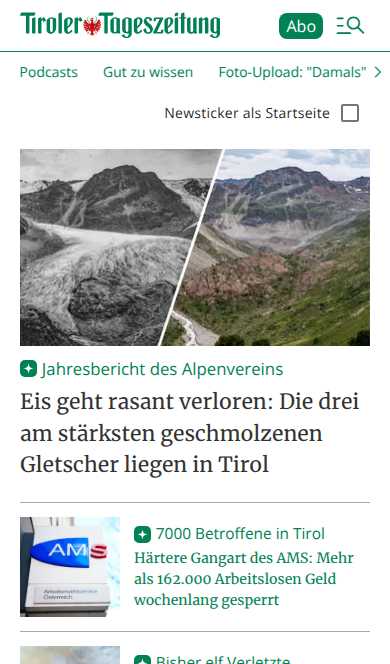 Tiroler Tageszeitung
Abo
Podcasts Gut zu wissen Foto-Upload: "Damals"
Newsticker als Startseite
Jahresbericht des Alpenvereins
Eis geht rasant verloren: Die drei
am stärksten geschmolzenen
Gletscher liegen in Tirol
AMS
Arbeitsmarktservice
Österreich
7000 Betroffene in Tirol
Härtere Gangart des AMS: Mehr
als 162.000 Arbeitslosen Geld
wochenlang gesperrt
Bisher elf Verletzte